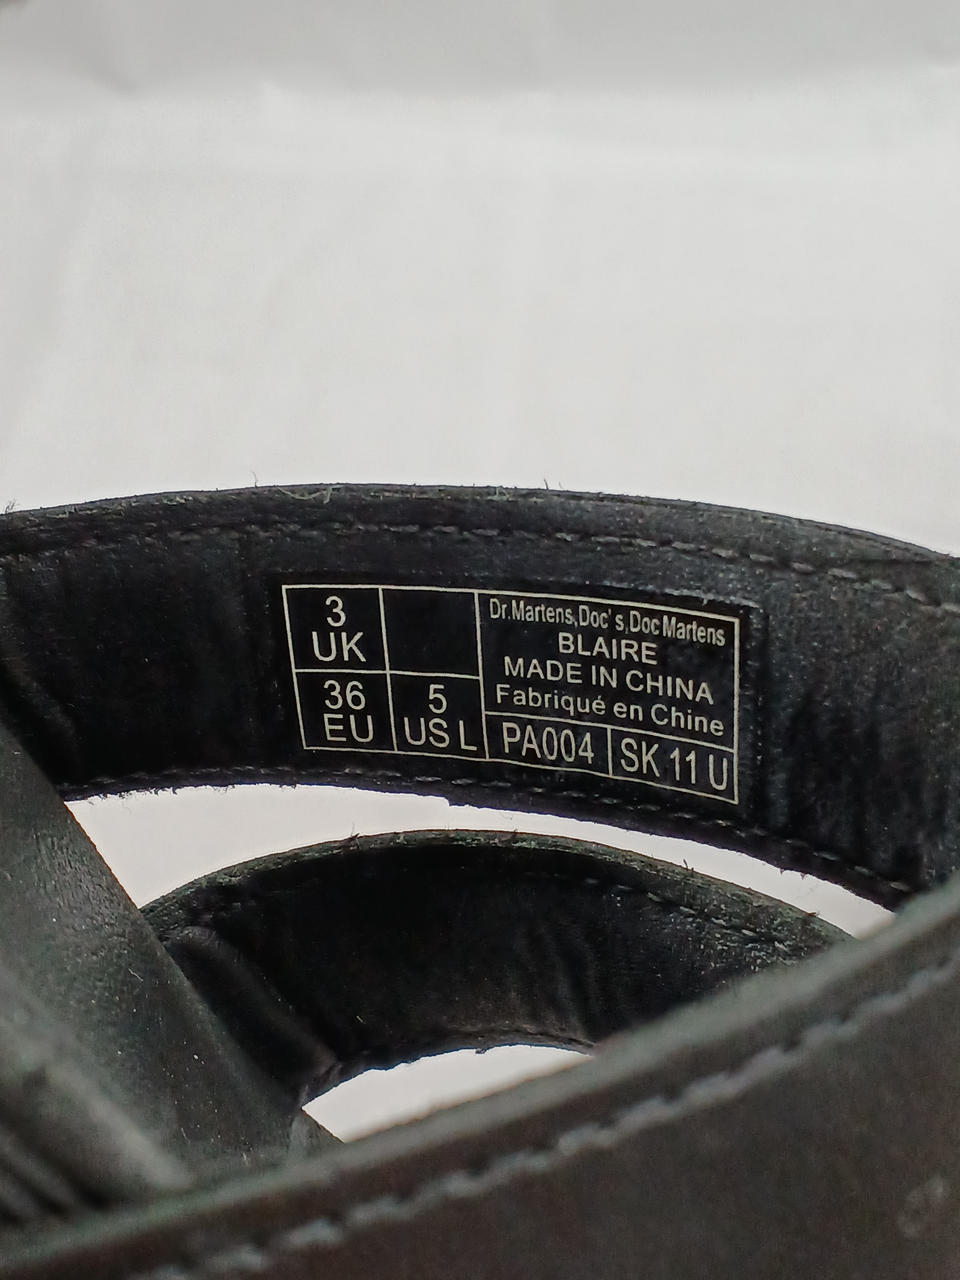 3
UK
36
EU
5
US L
Dr.Martens,Doc's,Doc Martens
BLAIRE
MADE IN CHINA
Fabriqué en Chine
PA004
SK 11 U